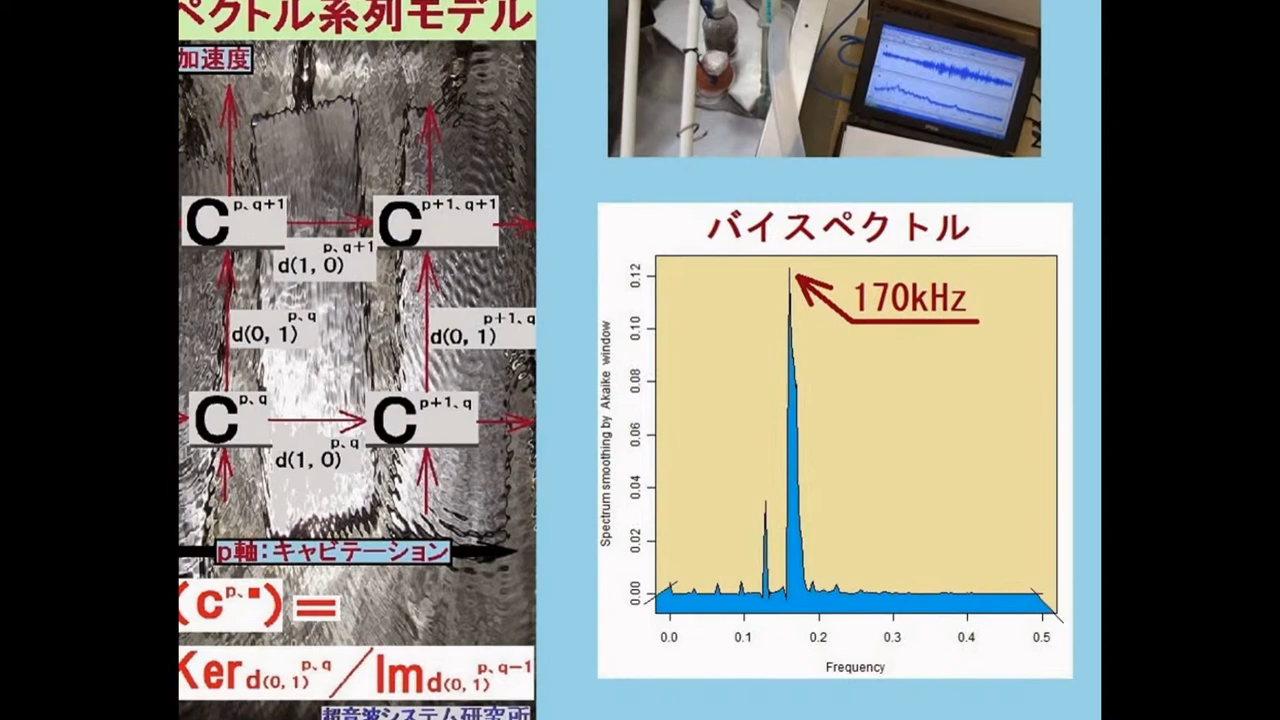 ペクトル系列モデル
加速度
C p、q+1
C p+1、q+1
d(1, 0) p、q+1
d(0, 1) p、q
d(0, 1) p+1、q
C p、q
C p+1、q
d(1, 0) p、q
p軸：キャビテーション
(C p、■) =
Ker d(0, 1) p、q / Im d(0, 1) p、q-1
超音波システム研究所
バイスペクトル
170kHz
Spectrum smoothing by Akaike window
0.12
0.10
0.08
0.06
0.04
0.02
0.00
0.0 0.1 0.2 0.3 0.4 0.5
Frequency